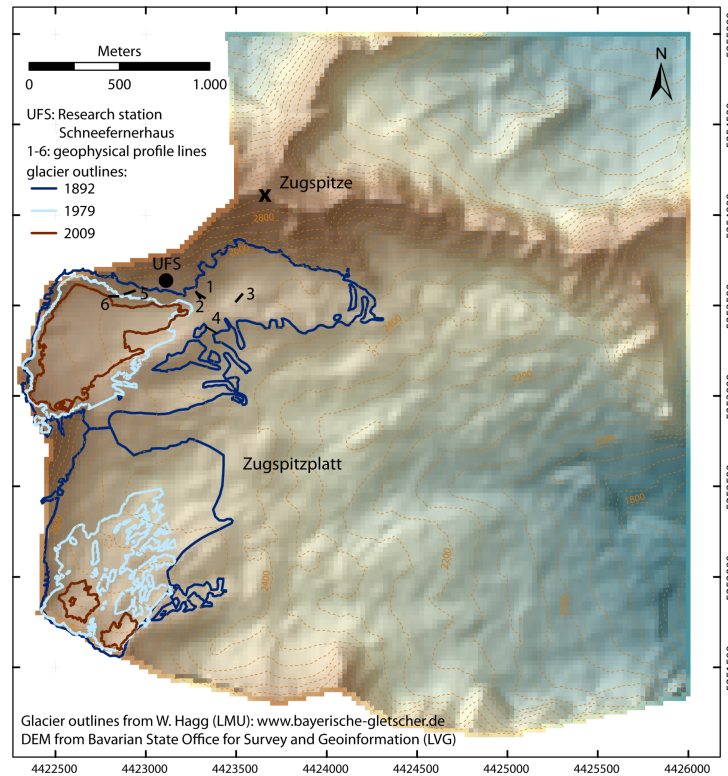 Meters
0 500 1.000
N
UFS: Research station
Schneefernerhaus
1-6: geophysical profile lines
glacier outlines:
1892
1979
2009
x Zugspitze
2800
UFS
1
6 5 2 3
4
Zugspitzplatt
1800
2200
2400
Glacier outlines from W. Hagg (LMU): www.bayerische-gletscher.de
DEM from Bavarian State Office for Survey and Geoinformation (LVG)
4422500 4423000 4423500 4424000 4424500 4425000 4425500 4426000